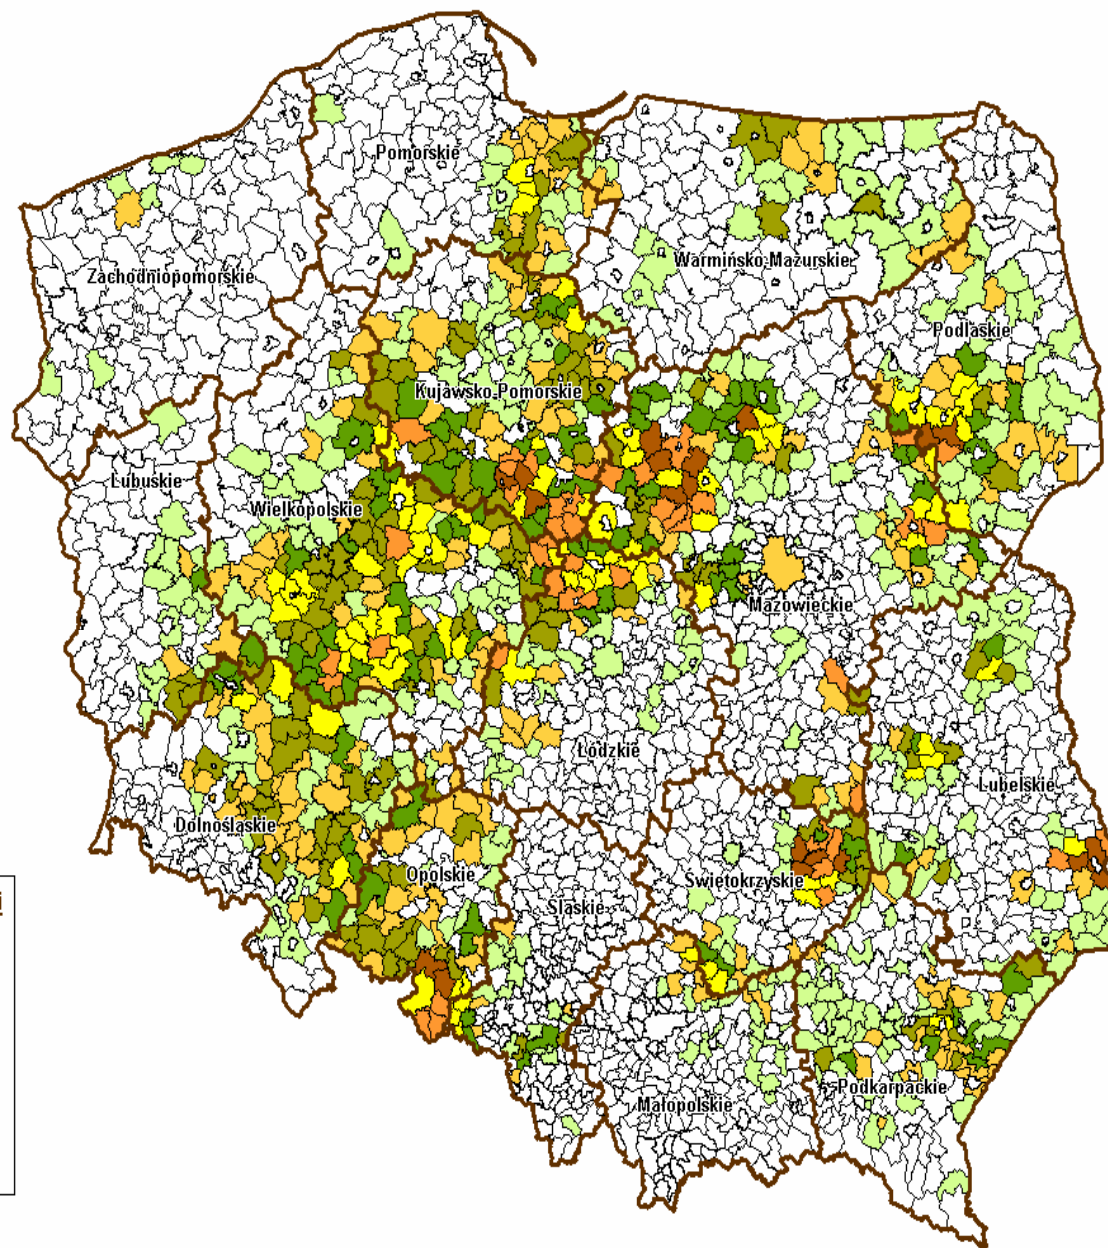 Pomorskie
Warmińsko-Mazurskie
Zachodniopomorskie
Podlaskie
Kujawsko-Pomorskie
Lubuskie
Wielkopolskie
Mazowieckie
Łódzkie
Lubelskie
Dolnośląskie
Opolskie
Świętokrzyskie
Śląskie
Podkarpackie
Małopolskie